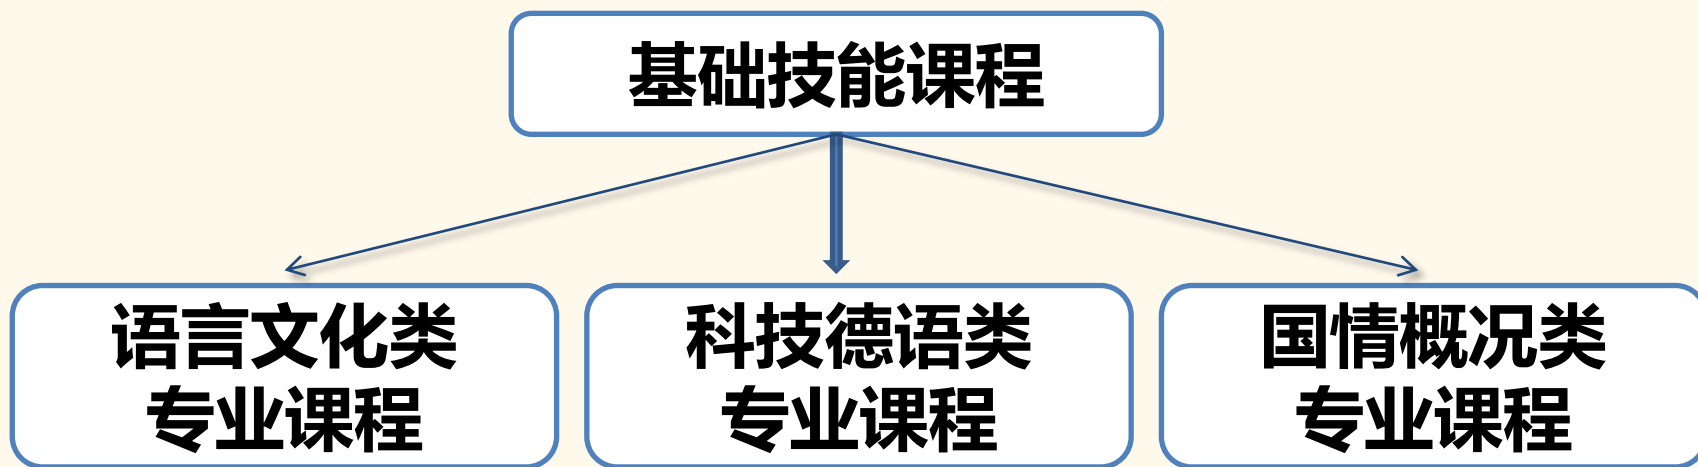 基础技能课程
语言文化类
专业课程
科技德语类
专业课程
国情概况类
专业课程